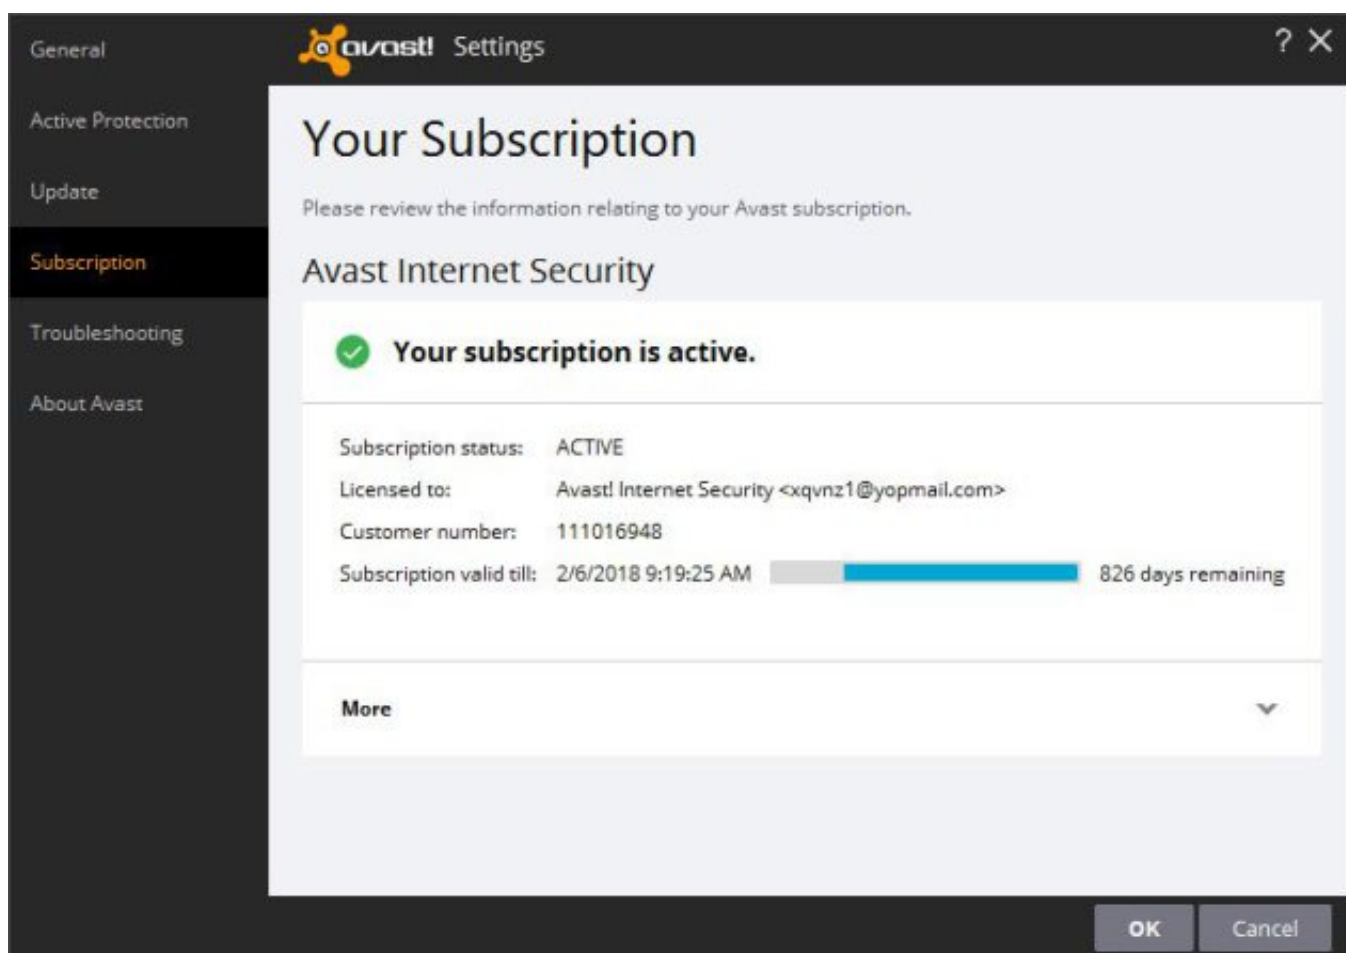 General
avast! Settings
?
Active Protection
Update
Subscription
Troubleshooting
About Avast
Your Subscription
Please review the information relating to your Avast subscription.
Avast Internet Security
Your subscription is active.
Subscription status: ACTIVE
Licensed to: Avast! Internet Security <xqvnz1@yopmail.com>
Customer number: 111016948
Subscription valid till: 2/6/2018 9:19:25 AM 826 days remaining
More
OK Cancel